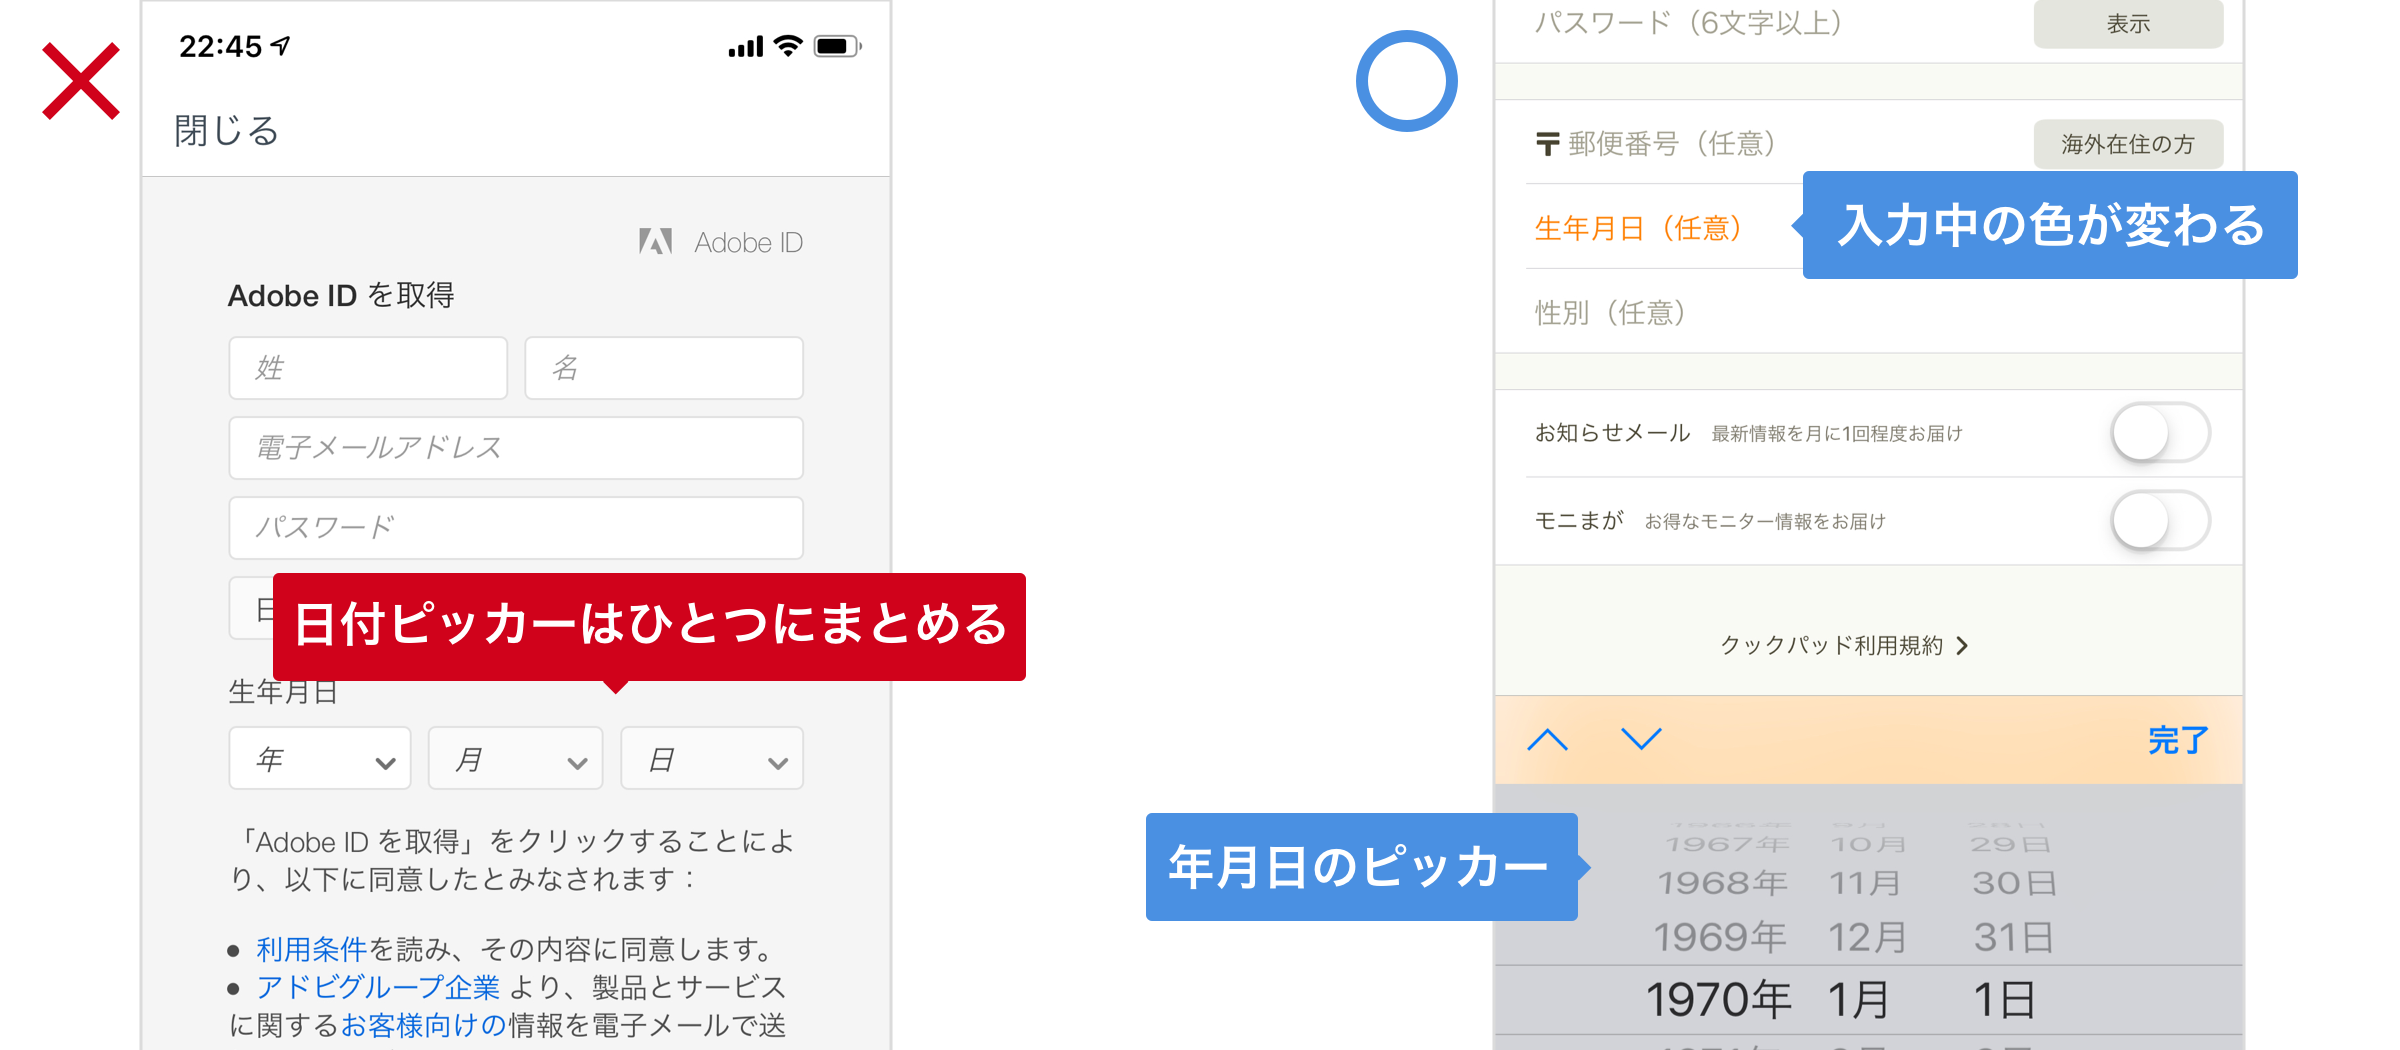 22:45
閉じる
Adobe ID
Adobe ID を取得
姓
名
電子メールアドレス
パスワード
日付ピッカーはひとつにまとめる
生年月日
年
月
日
「Adobe ID を取得」をクリックすることによ
り、以下に同意したとみなされます：
● 利用条件を読み、その内容に同意します。
● アドビグループ企業 より、製品とサービス
に関するお客様向けの情報を電子メールで送
パスワード（6文字以上）
表示
〒 郵便番号（任意）
海外在住の方
生年月日（任意）
入力中の色が変わる
性別（任意）
お知らせメール 最新情報を月に1回程度お届け
モニまが お得なモニター情報をお届け
クックパッド利用規約
完了
年月日のピッカー
1967年 10月 29日
1968年 11月 30日
1969年 12月 31日
1970年 1月 1日